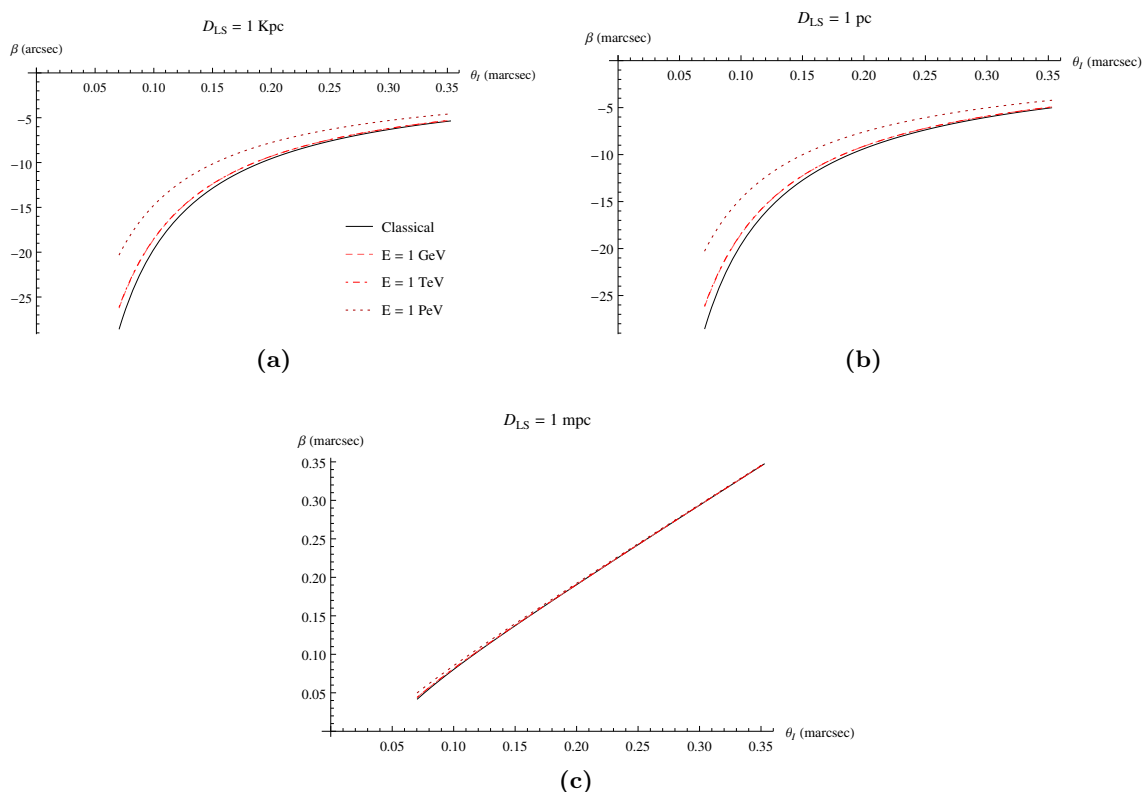 D_LS = 1 Kpc
β (arcsec)
0.05 0.10 0.15 0.20 0.25 0.30 0.35 θ_I (marcsec)
−5
−10
−15
−20
−25
Classical
E = 1 GeV
E = 1 TeV
E = 1 PeV
(a)
D_LS = 1 pc
β (marcsec)
0.05 0.10 0.15 0.20 0.25 0.30 0.35 θ_I (marcsec)
−5
−10
−15
−20
−25
(b)
D_LS = 1 mpc
β (marcsec)
0.35
0.30
0.25
0.20
0.15
0.10
0.05
0.05 0.10 0.15 0.20 0.25 0.30 0.35 θ_I (marcsec)
(c)